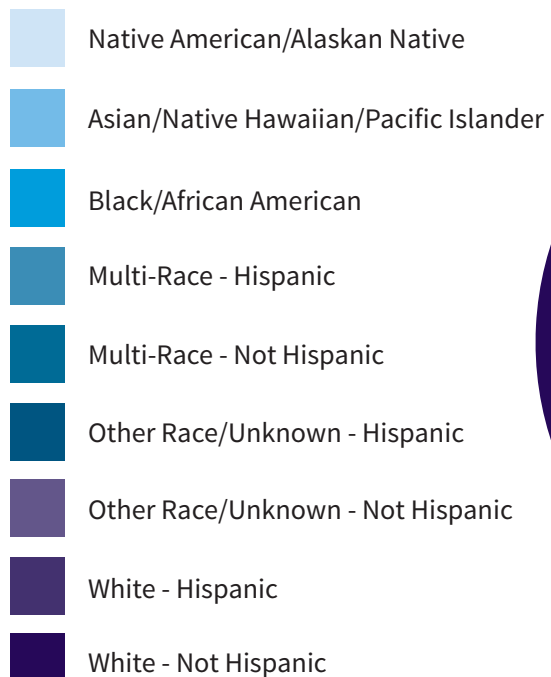 Native American/Alaskan Native
Asian/Native Hawaiian/Pacific Islander
Black/African American
Multi-Race - Hispanic
Multi-Race - Not Hispanic
Other Race/Unknown - Hispanic
Other Race/Unknown - Not Hispanic
White - Hispanic
White - Not Hispanic